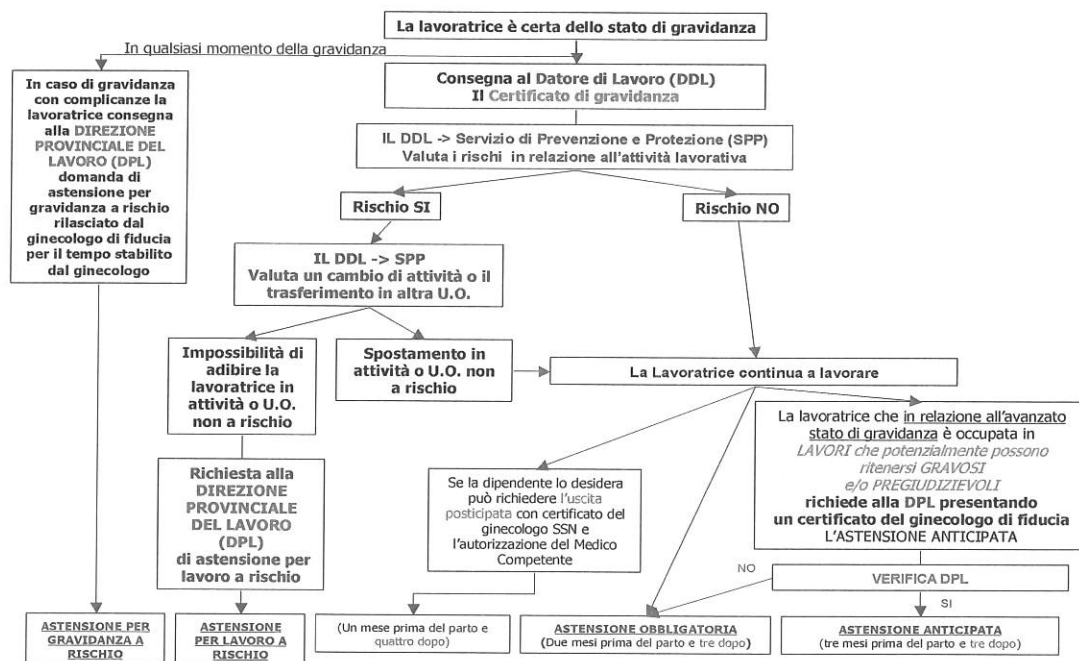 La lavoratrice è certa dello stato di gravidanza
In qualsiasi momento della gravidanza
In caso di gravidanza
con complicanze la
lavoratrice consegna
alla DIREZIONE
PROVINCIALE DEL
LAVORO (DPL)
domanda di
astensione per
gravidanza a rischio
rilasciato dal
ginecologo di fiducia
per il tempo stabilito
dal ginecologo
Consegna al Datore di Lavoro (DDL)
Il Certificato di gravidanza
IL DDL -> Servizio di Prevenzione e Protezione (SPP)
Valuta i rischi in relazione all'attività lavorativa
Rischio SI
Rischio NO
IL DDL -> SPP
Valuta un cambio di attività o il
trasferimento in altra U.O.
Impossibilità di
adibire la
lavoratrice in
attività o U.O.
non a rischio
Spostamento in
attività o U.O. non
a rischio
La Lavoratrice continua a lavorare
Richiesta alla
DIREZIONE
PROVINCIALE
DEL LAVORO
(DPL)
di astensione per
lavoro a rischio
Se la dipendente lo desidera
può richiedere l'uscita
posticipata con certificato del
ginecologo SSN e
l'autorizzazione del Medico
Competente
La lavoratrice che in relazione all'avanzato
stato di gravidanza è occupata in
LAVORI che potenzialmente possono
ritenersi GRAVOSI
e/o PREGIUDIZIEVOLI
richiede alla DPL presentando
un certificato del ginecologo di fiducia
L'ASTENSIONE ANTICIPATA
NO
VERIFICA DPL
SI
ASTENSIONE PER
GRAVIDANZA A
RISCHIO
ASTENSIONE
PER LAVORO A
RISCHIO
(Un mese prima del parto e
quattro dopo)
ASTENSIONE OBBLIGATORIA
(Due mesi prima del parto e tre dopo)
ASTENSIONE ANTICIPATA
(tre mesi prima del parto e tre dopo)